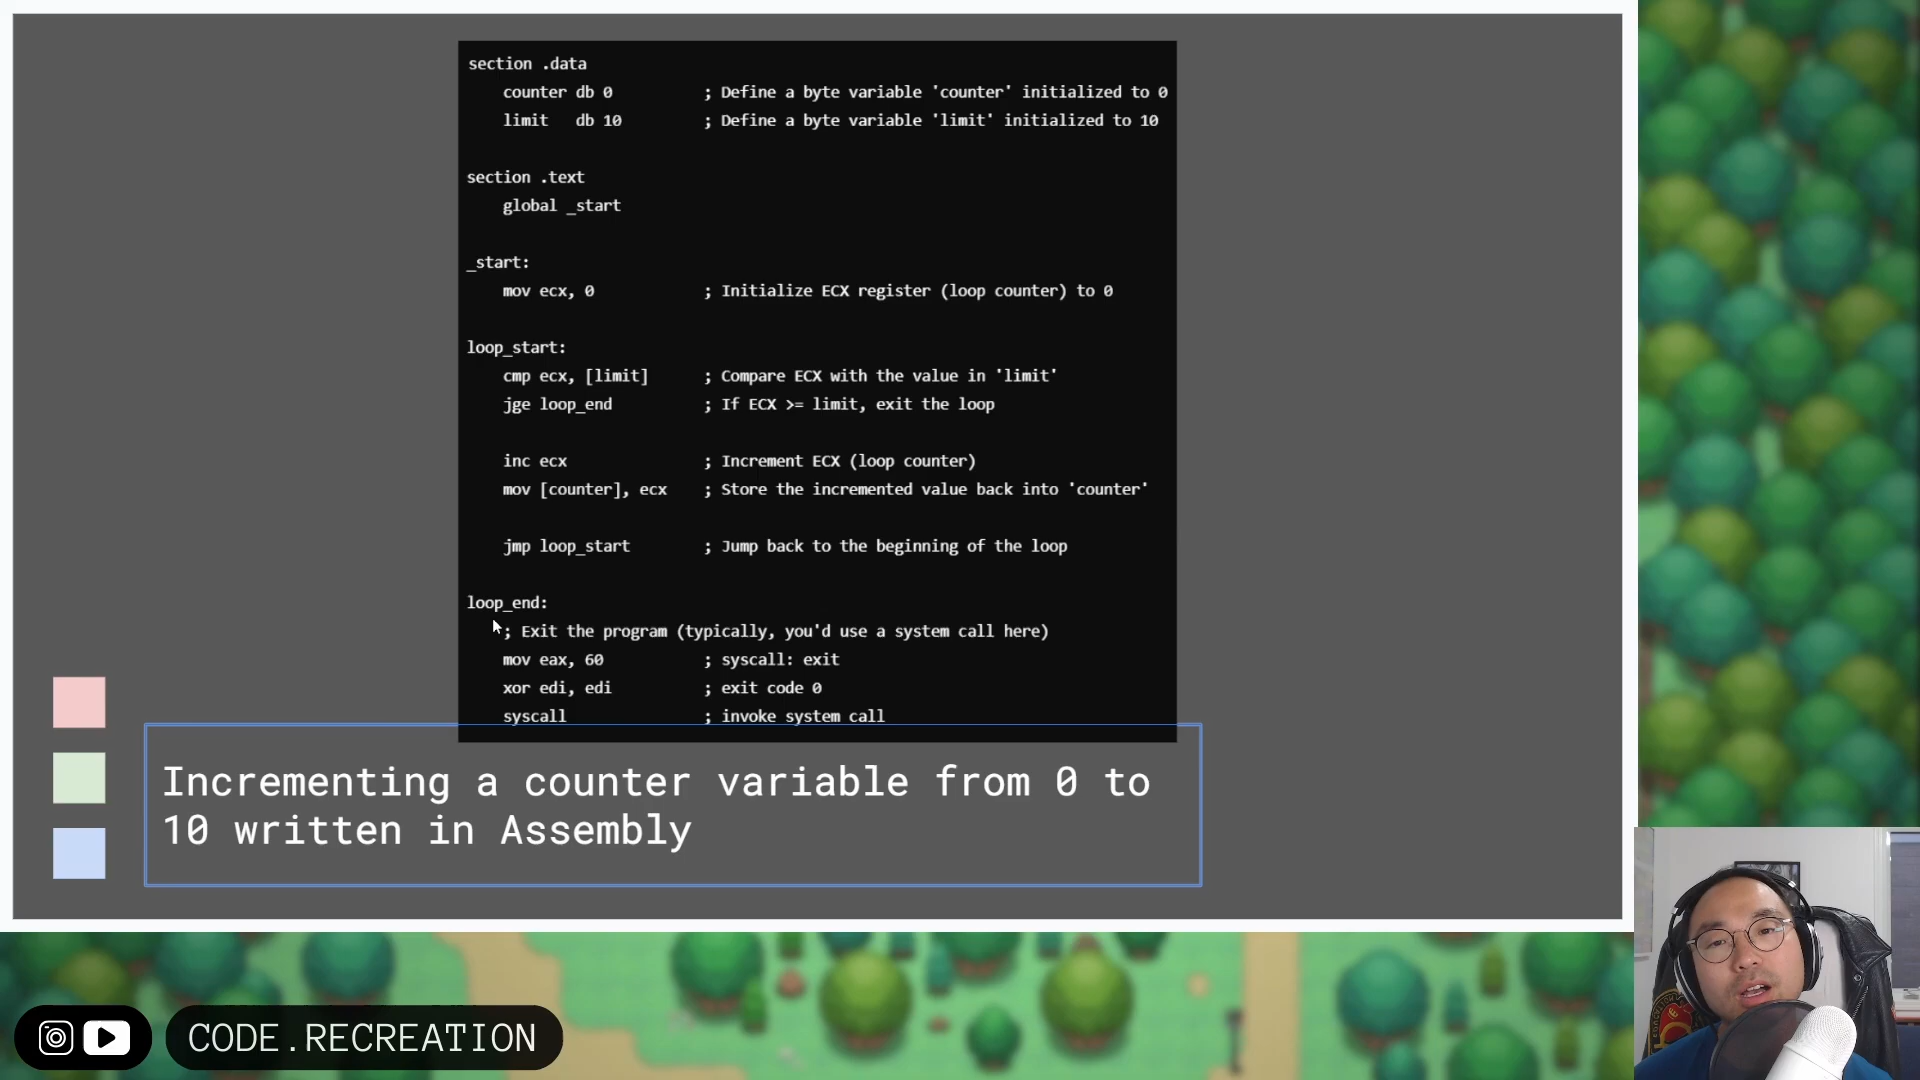 section .data
    counter db 0          ; Define a byte variable 'counter' initialized to 0
    limit   db 10         ; Define a byte variable 'limit' initialized to 10

section .text
    global _start

_start:
    mov ecx, 0            ; Initialize ECX register (loop counter) to 0

loop_start:
    cmp ecx, [limit]      ; Compare ECX with the value in 'limit'
    jge loop_end          ; If ECX >= limit, exit the loop

    inc ecx               ; Increment ECX (loop counter)
    mov [counter], ecx    ; Store the incremented value back into 'counter'

    jmp loop_start        ; Jump back to the beginning of the loop

loop_end:
    ; Exit the program (typically, you'd use a system call here)
    mov eax, 60           ; syscall: exit
    xor edi, edi          ; exit code 0
    syscall               ; invoke system call
Incrementing a counter variable from 0 to
10 written in Assembly
CODE.RECREATION